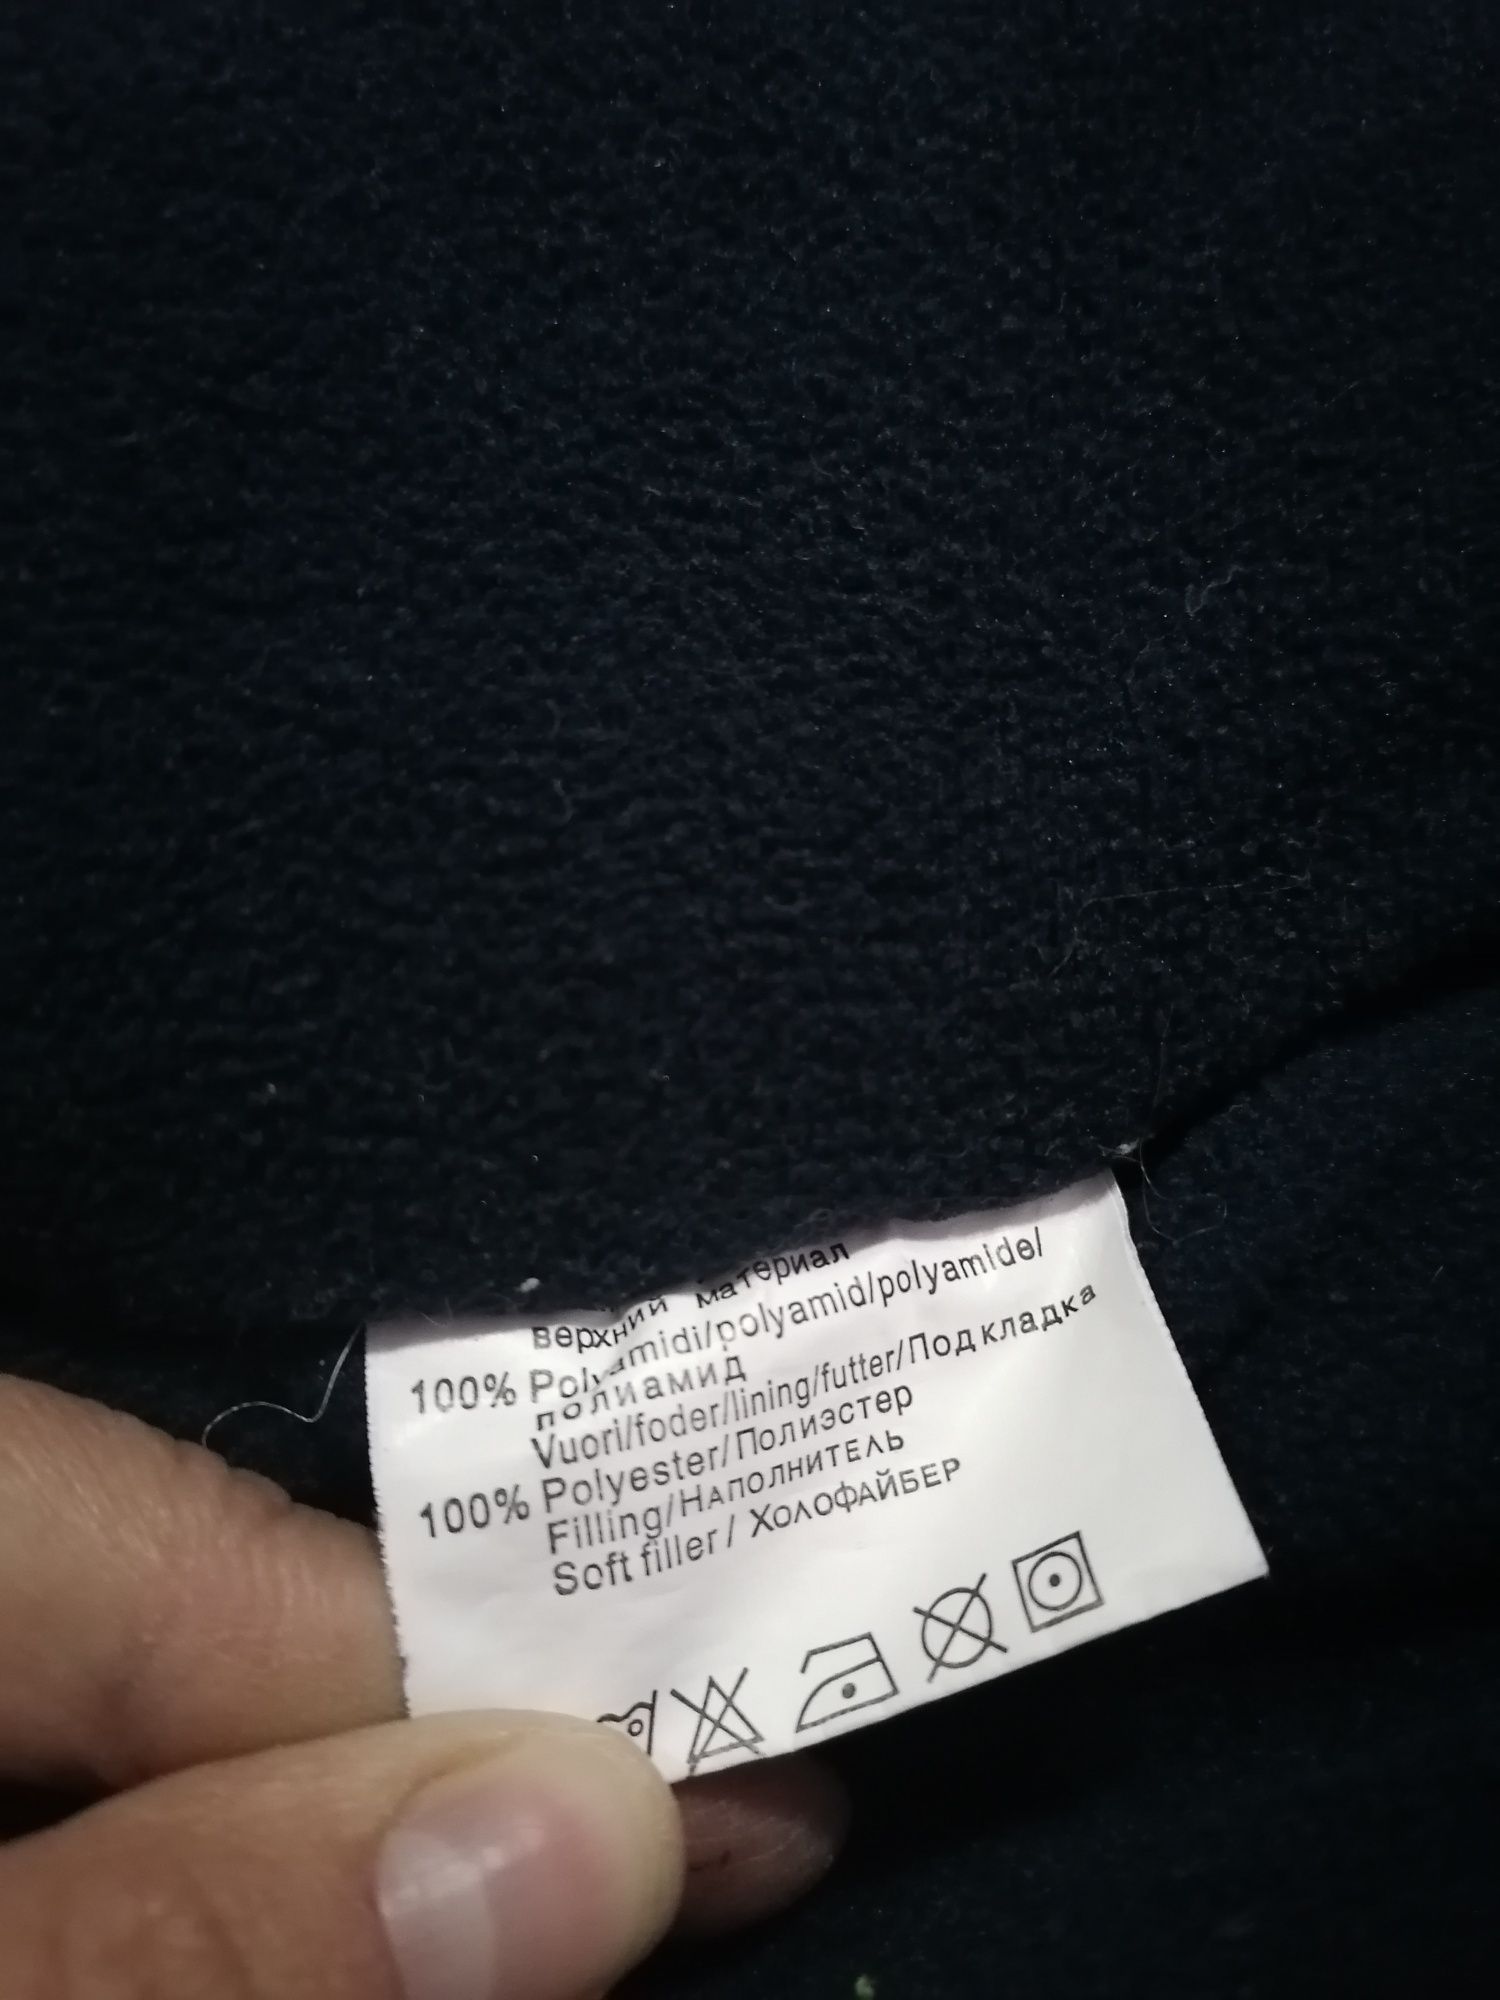 верхний материал
100% Polyamidi/polyamid/polyamide/
полиамид
Vuori/foder/lining/futter/Подкладка
100% Polyester/Полиэстер
Filling/Наполнитель
Soft filler / Холофайбер